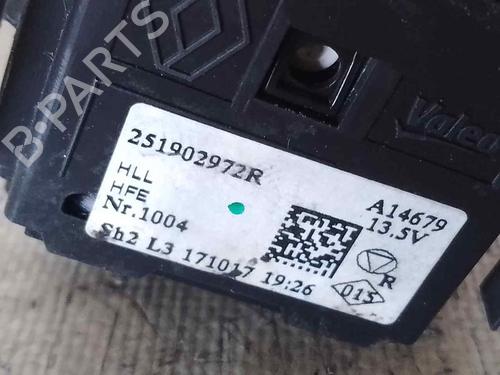 B-PARTS
Valeo
251902972R
HLL
HFE
A14679
13.5V
Nr.1004
Sh2 L3 171017 19:26
R
015